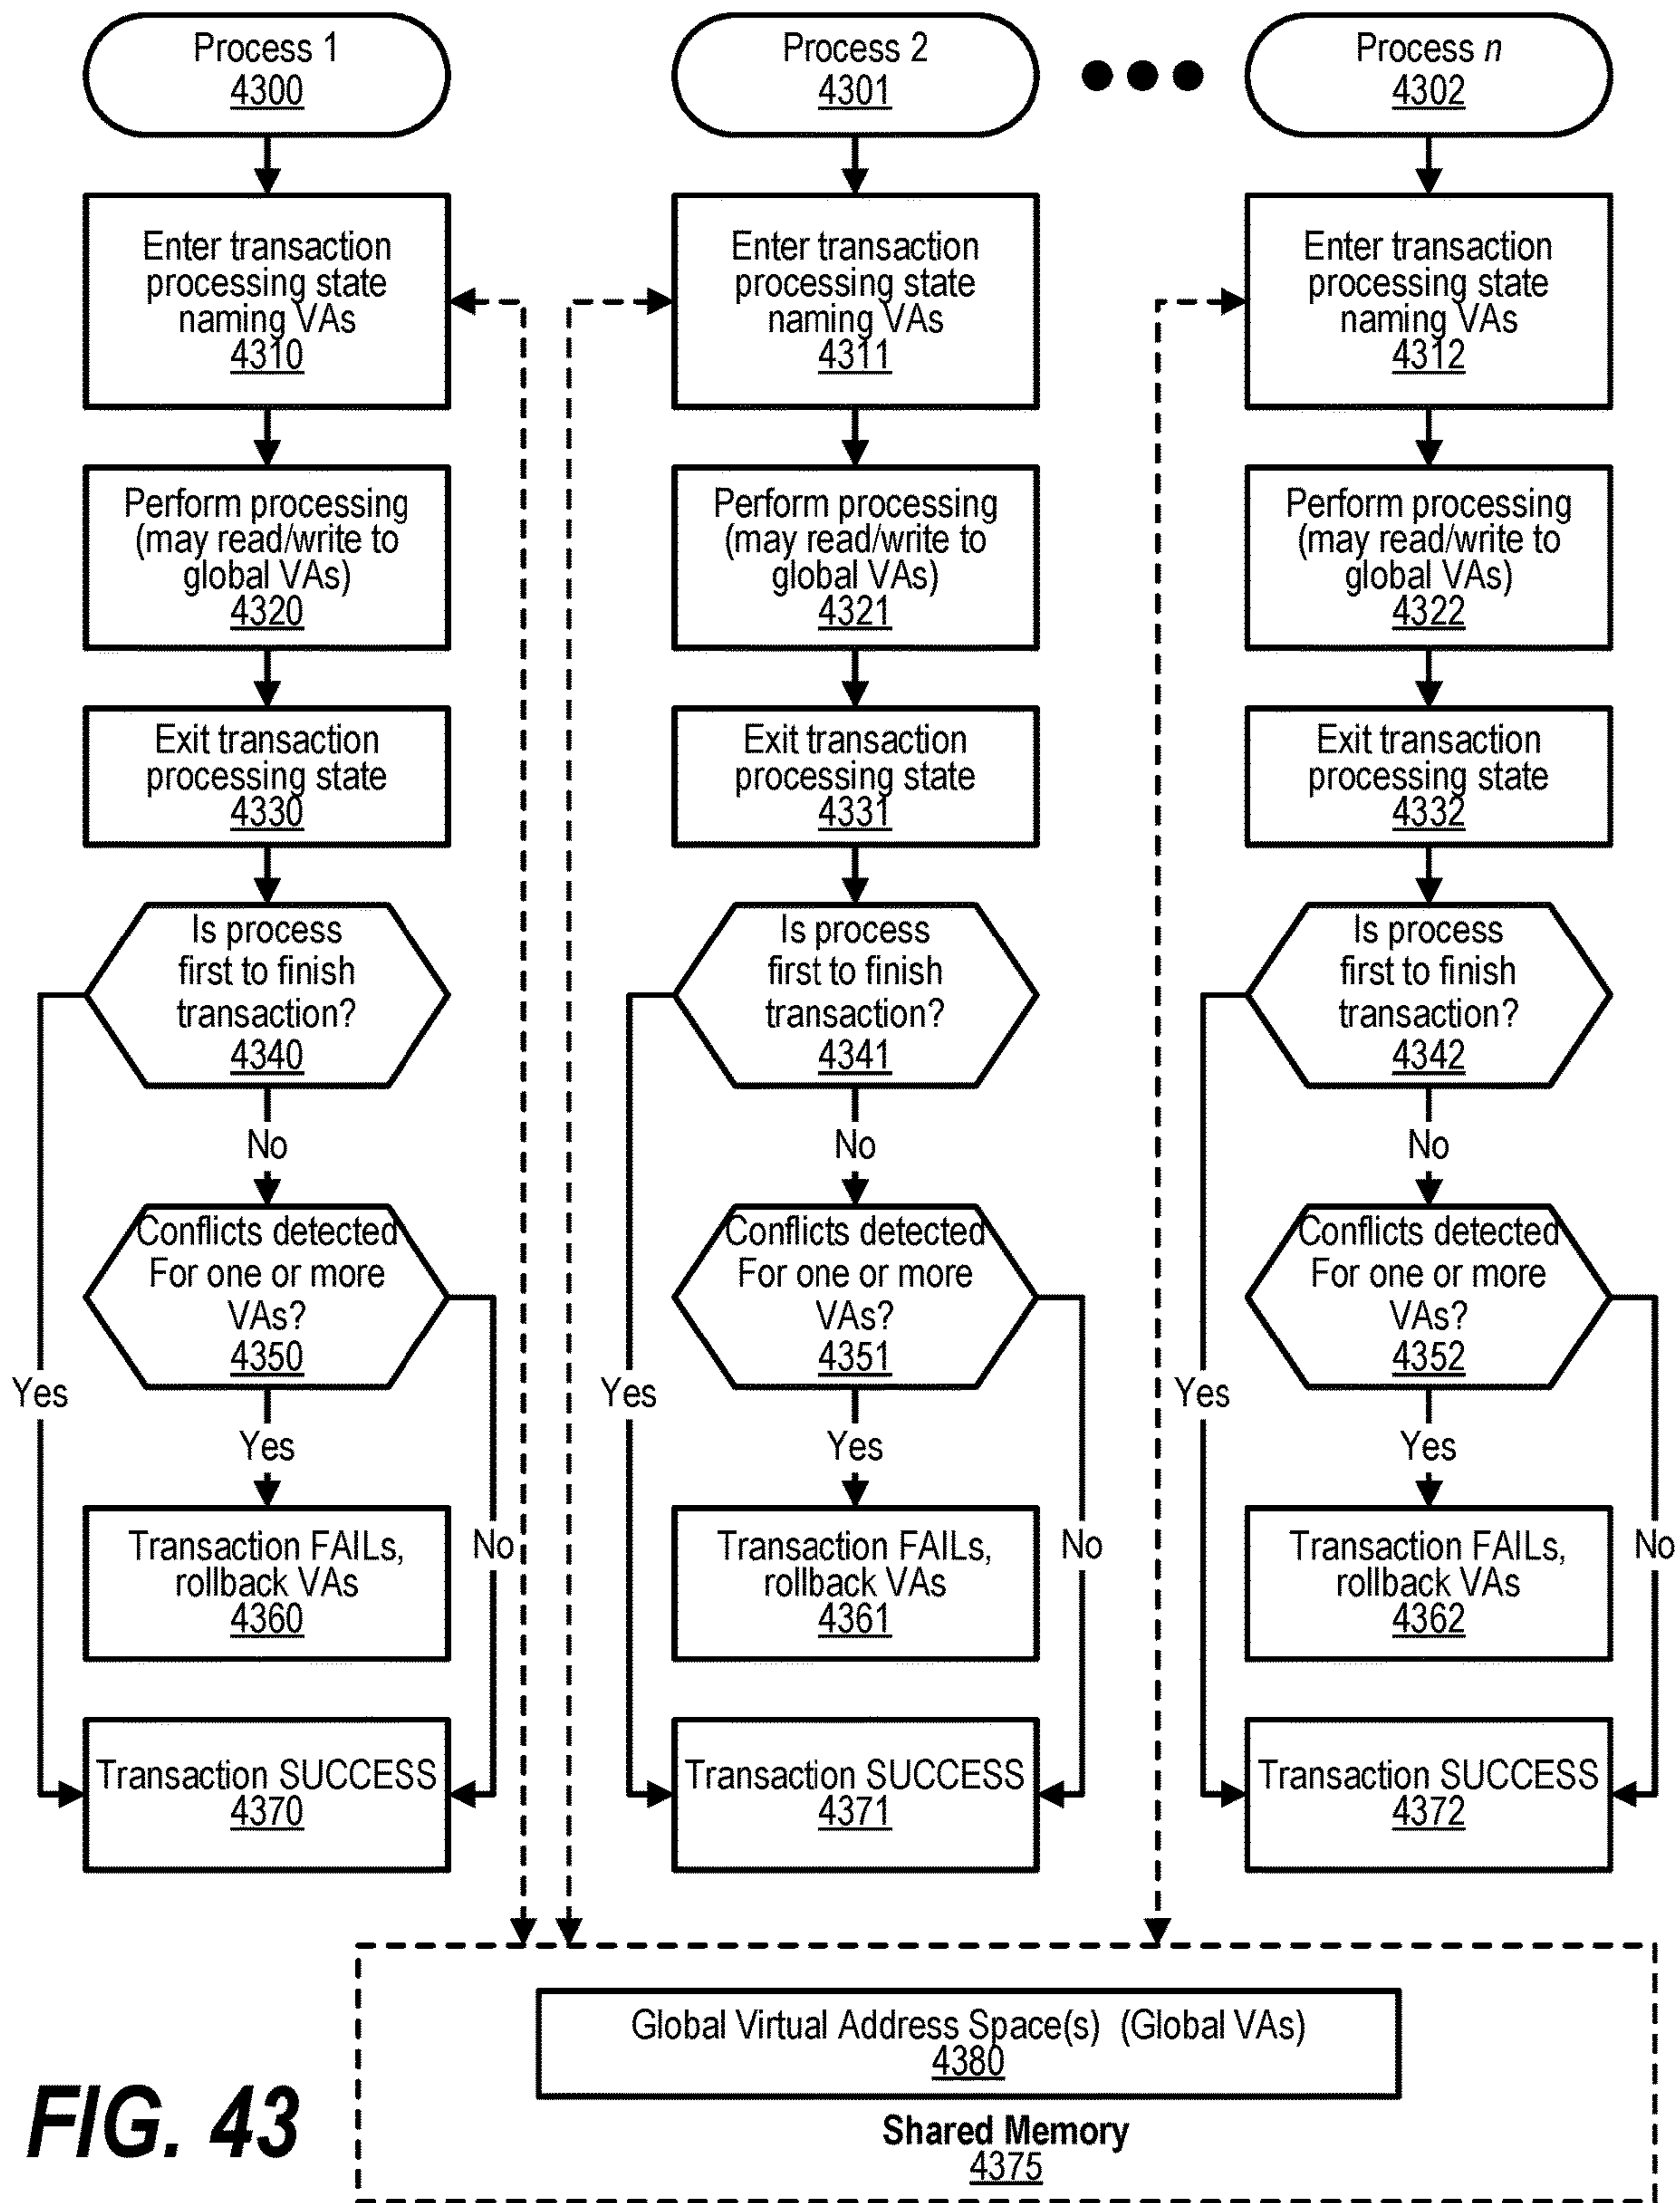 Process 1
4300
Process 2
4301
Process n
4302
Enter transaction
processing state
naming VAs
4310
Enter transaction
processing state
naming VAs
4311
Enter transaction
processing state
naming VAs
4312
Perform processing
(may read/write to
global VAs)
4320
Perform processing
(may read/write to
global VAs)
4321
Perform processing
(may read/write to
global VAs)
4322
Exit transaction
processing state
4330
Exit transaction
processing state
4331
Exit transaction
processing state
4332
Is process
first to finish
transaction?
4340
Is process
first to finish
transaction?
4341
Is process
first to finish
transaction?
4342
No
No
No
Conflicts detected
For one or more
VAs?
4350
Conflicts detected
For one or more
VAs?
4351
Conflicts detected
For one or more
VAs?
4352
Yes
Yes
Yes
Yes
Yes
Yes
Transaction FAILs,
rollback VAs
4360
No
Transaction FAILs,
rollback VAs
4361
No
Transaction FAILs,
rollback VAs
4362
No
Transaction SUCCESS
4370
Transaction SUCCESS
4371
Transaction SUCCESS
4372
Global Virtual Address Space(s) (Global VAs)
4380
Shared Memory
4375
FIG. 43